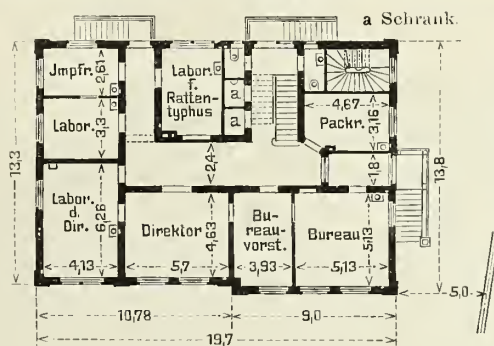 a Schrank.
Jmpfr.
2,61
Labor.
f.
Ratten-
typhus
a
a
4,67
Packr.
3,16
Labor.
3,3
13,3
2,4
1,8
13,8
Labor
d.
Dir.
6,26
4,13
Direktor
4,63
5,7
Bu-
reau-
vorst.
3,93
Bureau
5,13
5,13
5,0
10,78
9,0
19,7